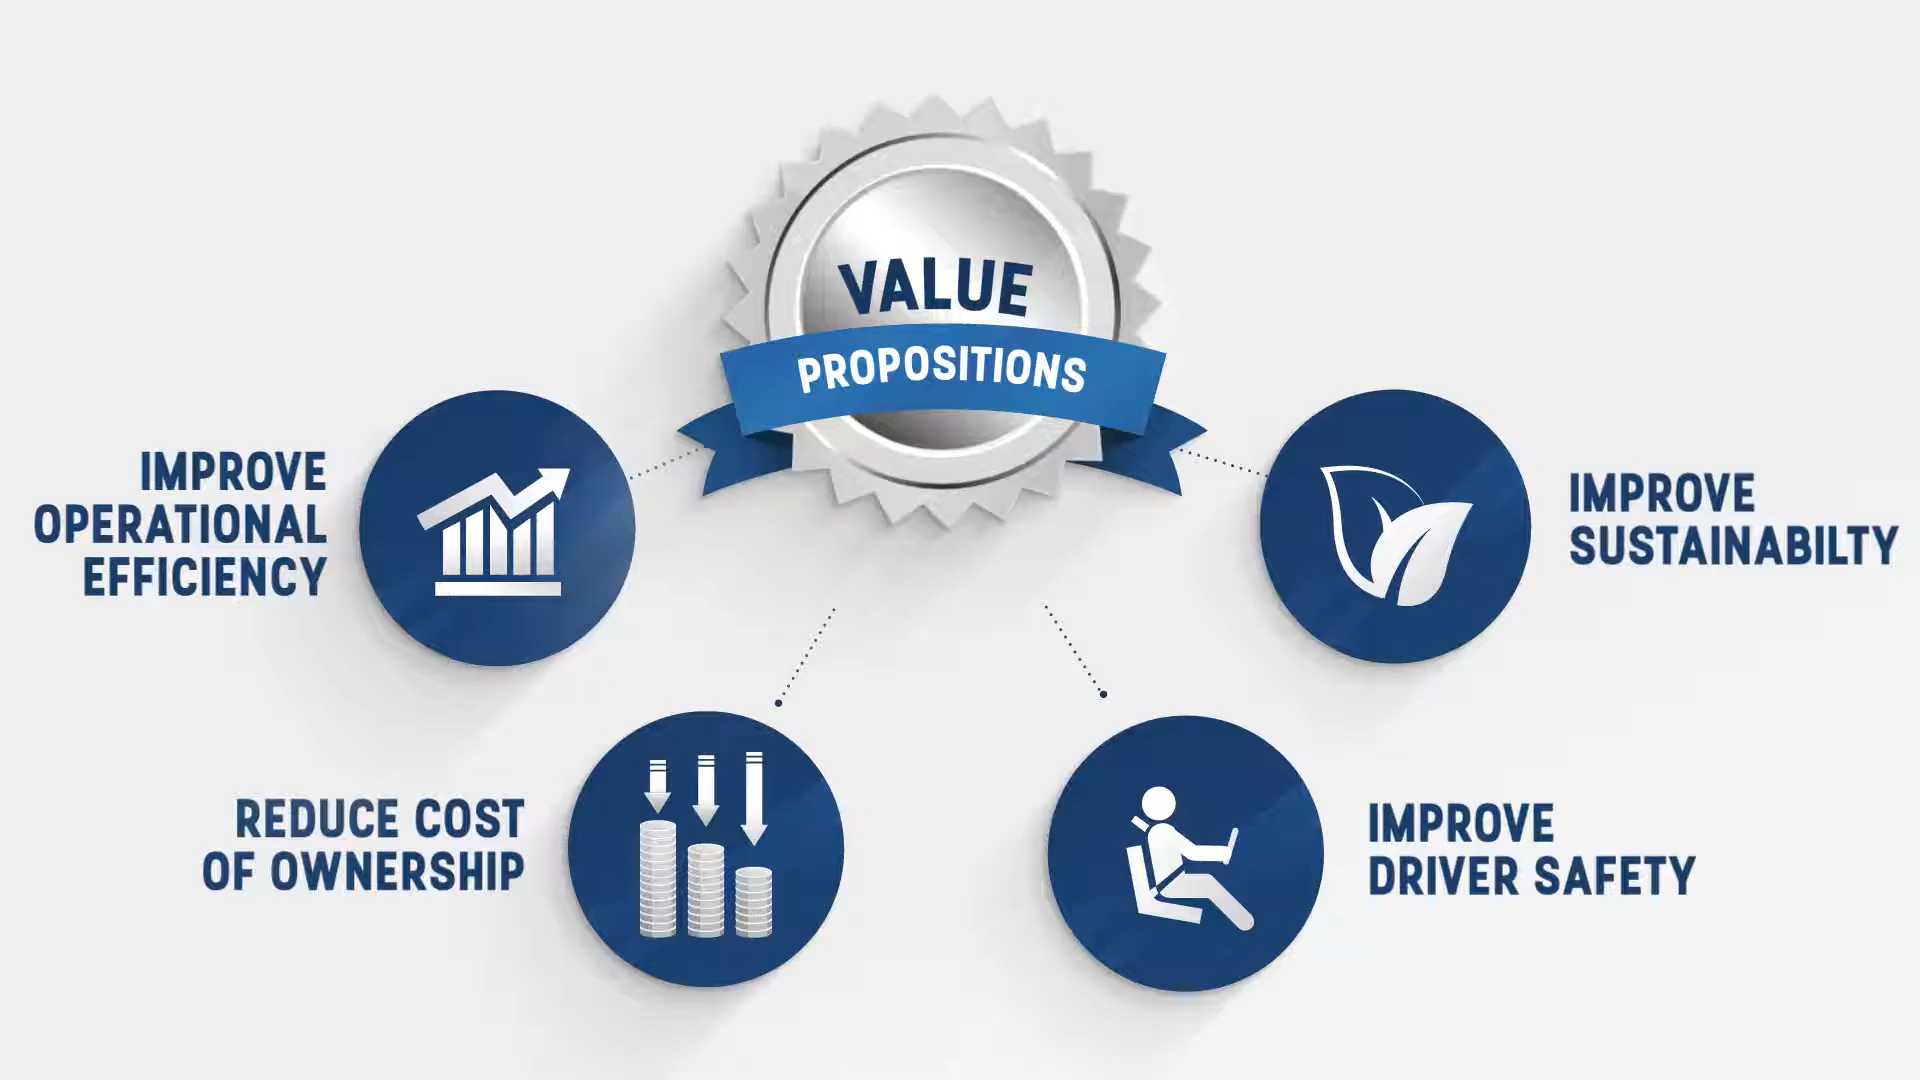 VALUE
PROPOSITIONS
IMPROVE
OPERATIONAL
EFFICIENCY
REDUCE COST
OF OWNERSHIP
IMPROVE
DRIVER SAFETY
IMPROVE
SUSTAINABILTY